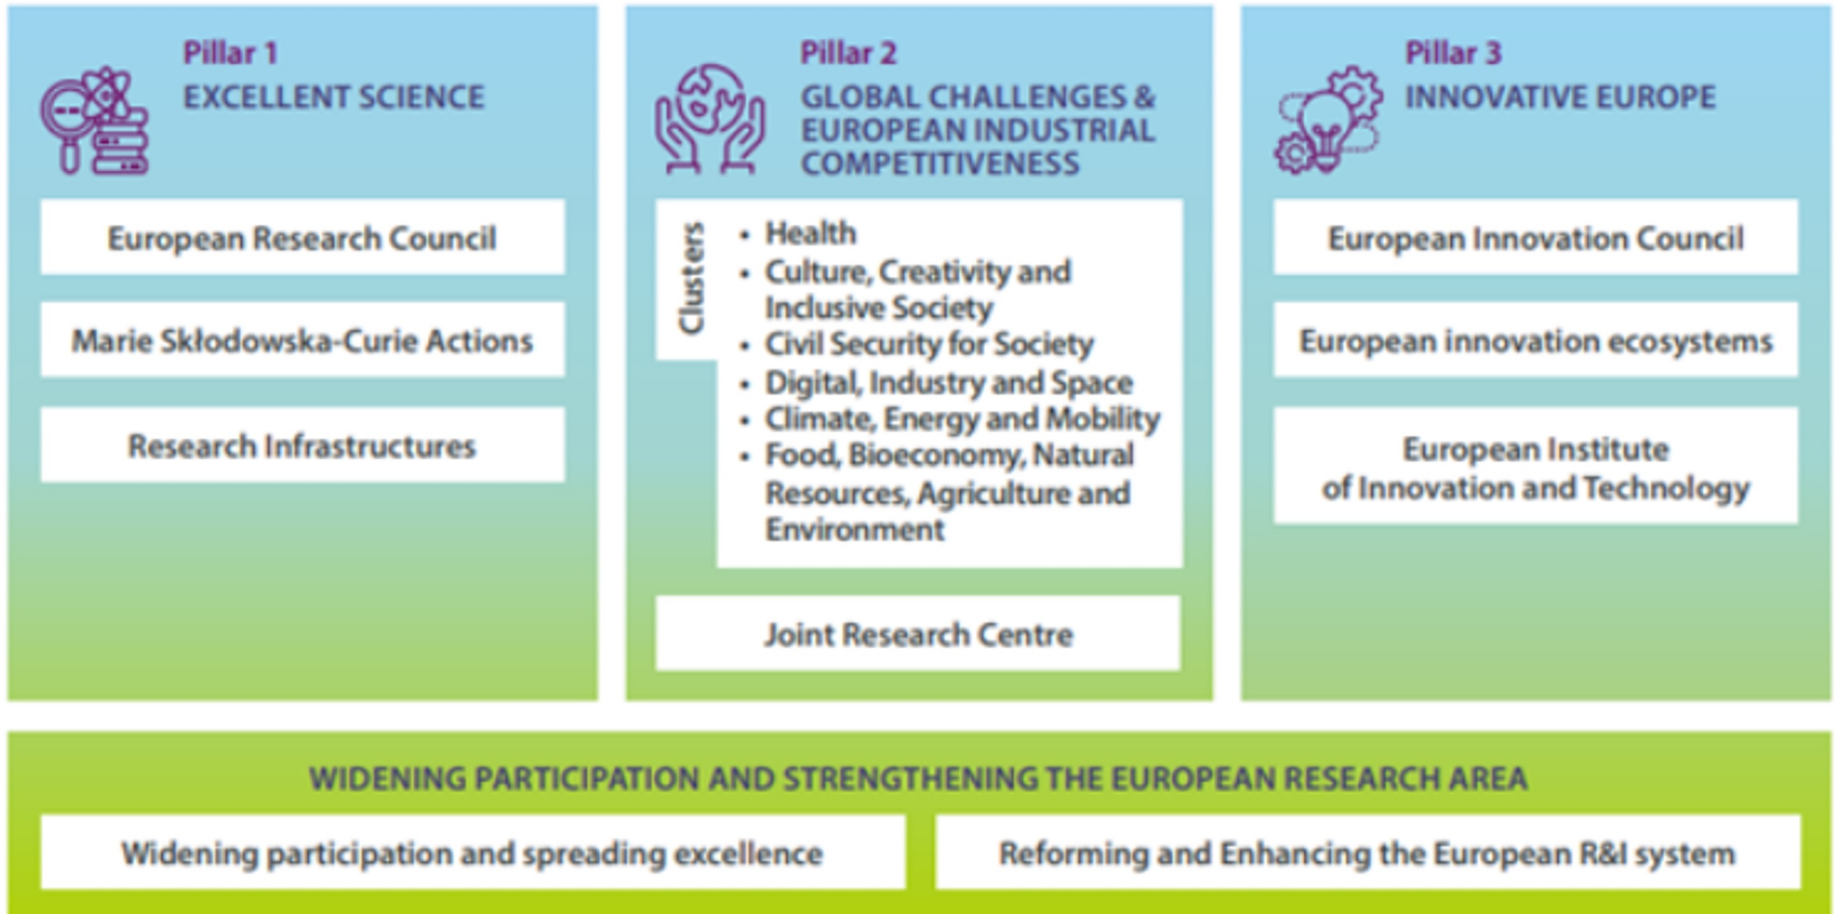 Pillar 1
EXCELLENT SCIENCE
European Research Council
Marie Skłodowska-Curie Actions
Research Infrastructures
Pillar 2
GLOBAL CHALLENGES &
EUROPEAN INDUSTRIAL
COMPETITIVENESS
Clusters
• Health
• Culture, Creativity and
Inclusive Society
• Civil Security for Society
• Digital, Industry and Space
• Climate, Energy and Mobility
• Food, Bioeconomy, Natural
Resources, Agriculture and
Environment
Joint Research Centre
Pillar 3
INNOVATIVE EUROPE
European Innovation Council
European innovation ecosystems
European Institute
of Innovation and Technology
WIDENING PARTICIPATION AND STRENGTHENING THE EUROPEAN RESEARCH AREA
Widening participation and spreading excellence
Reforming and Enhancing the European R&I system